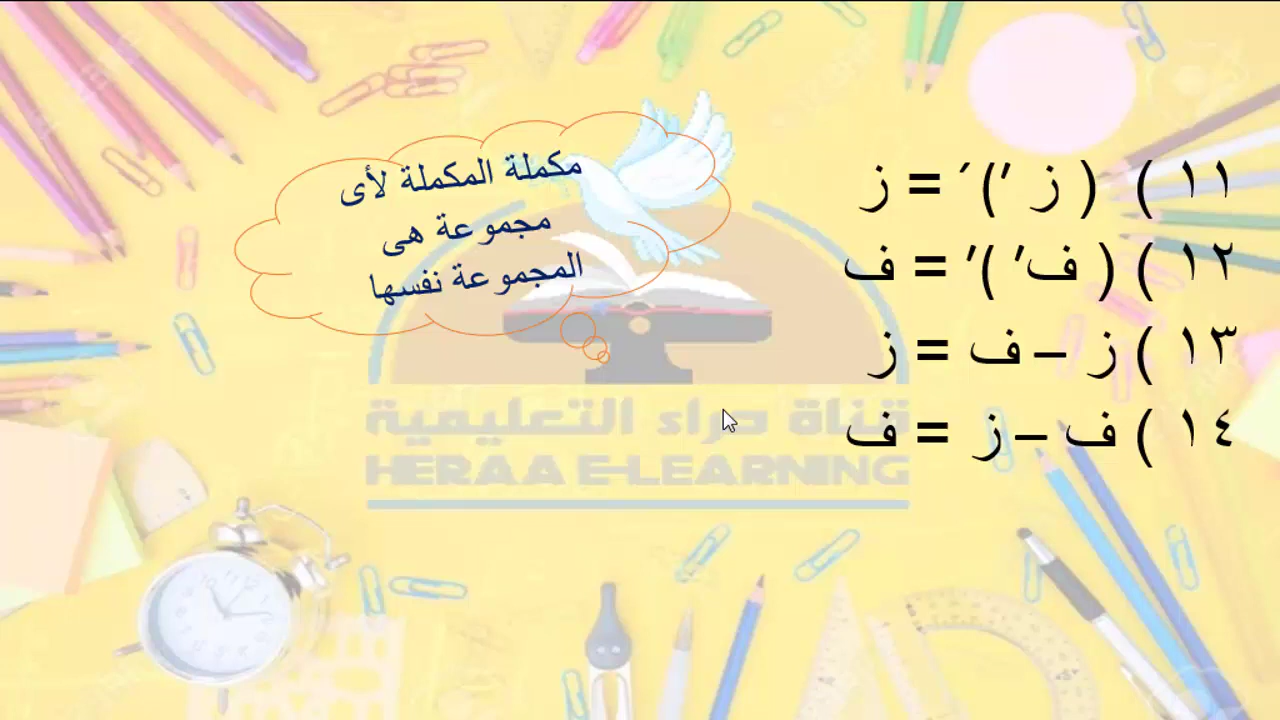 ١١ ) ( ز ′)′ = ز
١٢ ) ( ف′ )′ = ف
١٣ ) ز – ف = ز
١٤ ) ف – ز = ف
مكملة المكملة لأى
مجموعة هى
المجموعة نفسها
قناة حراء التعليمية
HERAA E-LEARNING